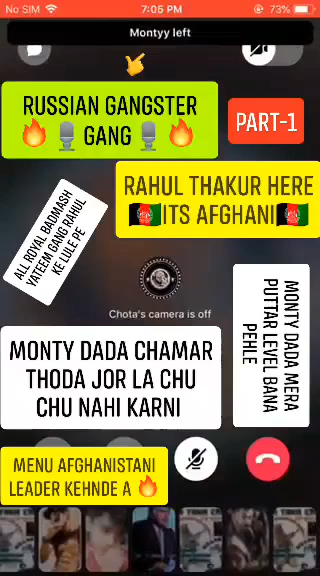 No SIM
7:05 PM
73%
Montyy left
RUSSIAN GANGSTER
🔥🎙️GANG🎙️🔥
PART-1
RAHUL THAKUR HERE
🇦🇫ITS AFGHANI🇦🇫
ALL ROYAL BADMASH
YATEEM GANG RAHUL
KE LULE PE
Chota's camera is off
MONTY DADA MERA
PUTTAR LEVEL BANA
PEHLE
MONTY DADA CHAMAR
THODA JOR LA CHU
CHU NAHI KARNI
MENU AFGHANISTANI
LEADER KEHNDE A 🔥